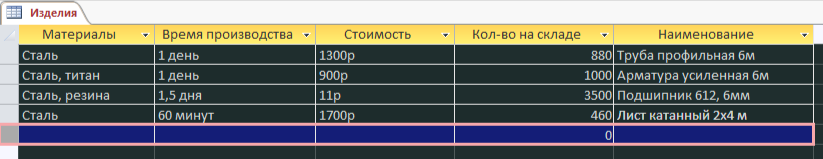 Изделия
Материалы Время производства Стоимость Кол-во на складе Наименование
Сталь 1 день 1300р 880 Труба профильная 6м
Сталь, титан 1 день 900р 1000 Арматура усиленная 6м
Сталь, резина 1,5 дня 11р 3500 Подшипник 612, 6мм
Сталь 60 минут 1700р 460 Лист катанный 2x4 м
0